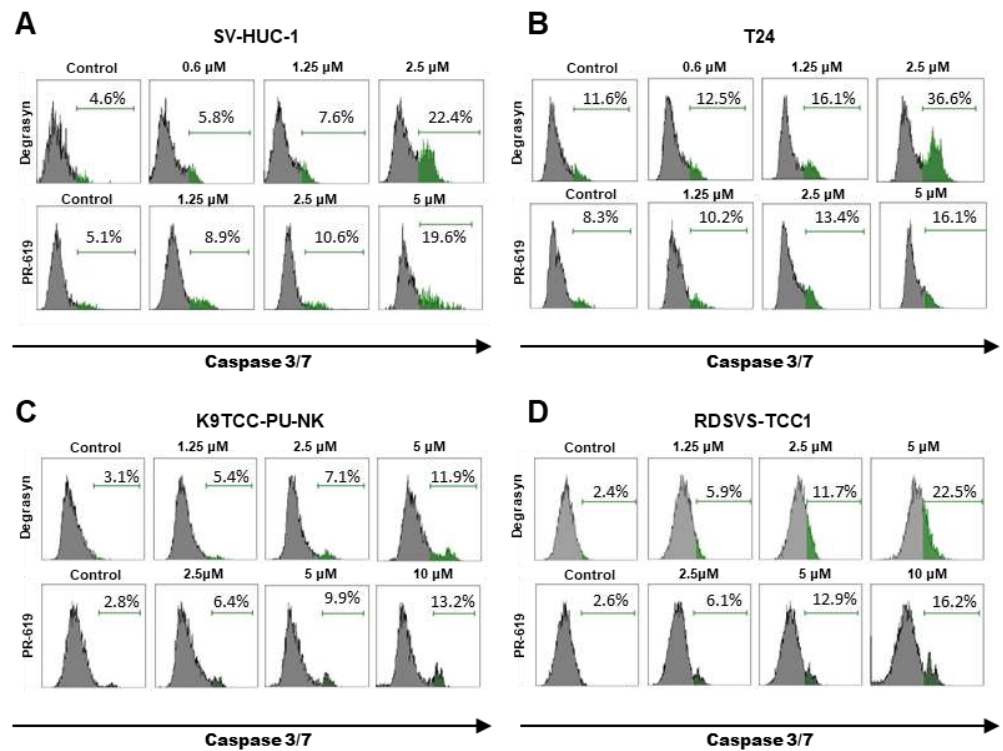 A
SV-HUC-1
Control 0.6 µM 1.25 µM 2.5 µM
Degrasyn
4.6% 5.8% 7.6% 22.4%
Control 1.25 µM 2.5 µM 5 µM
PR-619
5.1% 8.9% 10.6% 19.6%
Caspase 3/7
B
T24
Control 0.6 µM 1.25 µM 2.5 µM
Degrasyn
11.6% 12.5% 16.1% 36.6%
Control 1.25 µM 2.5 µM 5 µM
PR-619
8.3% 10.2% 13.4% 16.1%
Caspase 3/7
C
K9TCC-PU-NK
Control 1.25 µM 2.5 µM 5 µM
Degrasyn
3.1% 5.4% 7.1% 11.9%
Control 2.5µM 5 µM 10 µM
PR-619
2.8% 6.4% 9.9% 13.2%
Caspase 3/7
D
RDSVS-TCC1
Control 1.25 µM 2.5 µM 5 µM
Degrasyn
2.4% 5.9% 11.7% 22.5%
Control 2.5µM 5 µM 10 µM
PR-619
2.6% 6.1% 12.9% 16.2%
Caspase 3/7